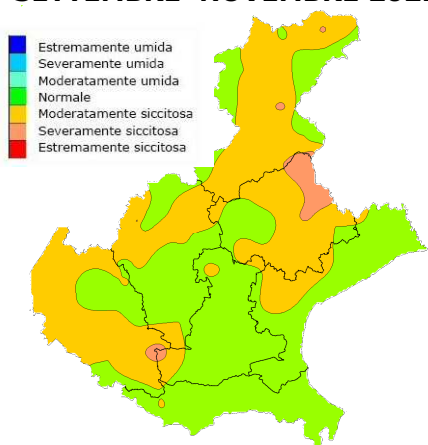 Estremamente umida
Severamente umida
Moderatamente umida
Normale
Moderatamente siccitosa
Severamente siccitosa
Estremamente siccitosa